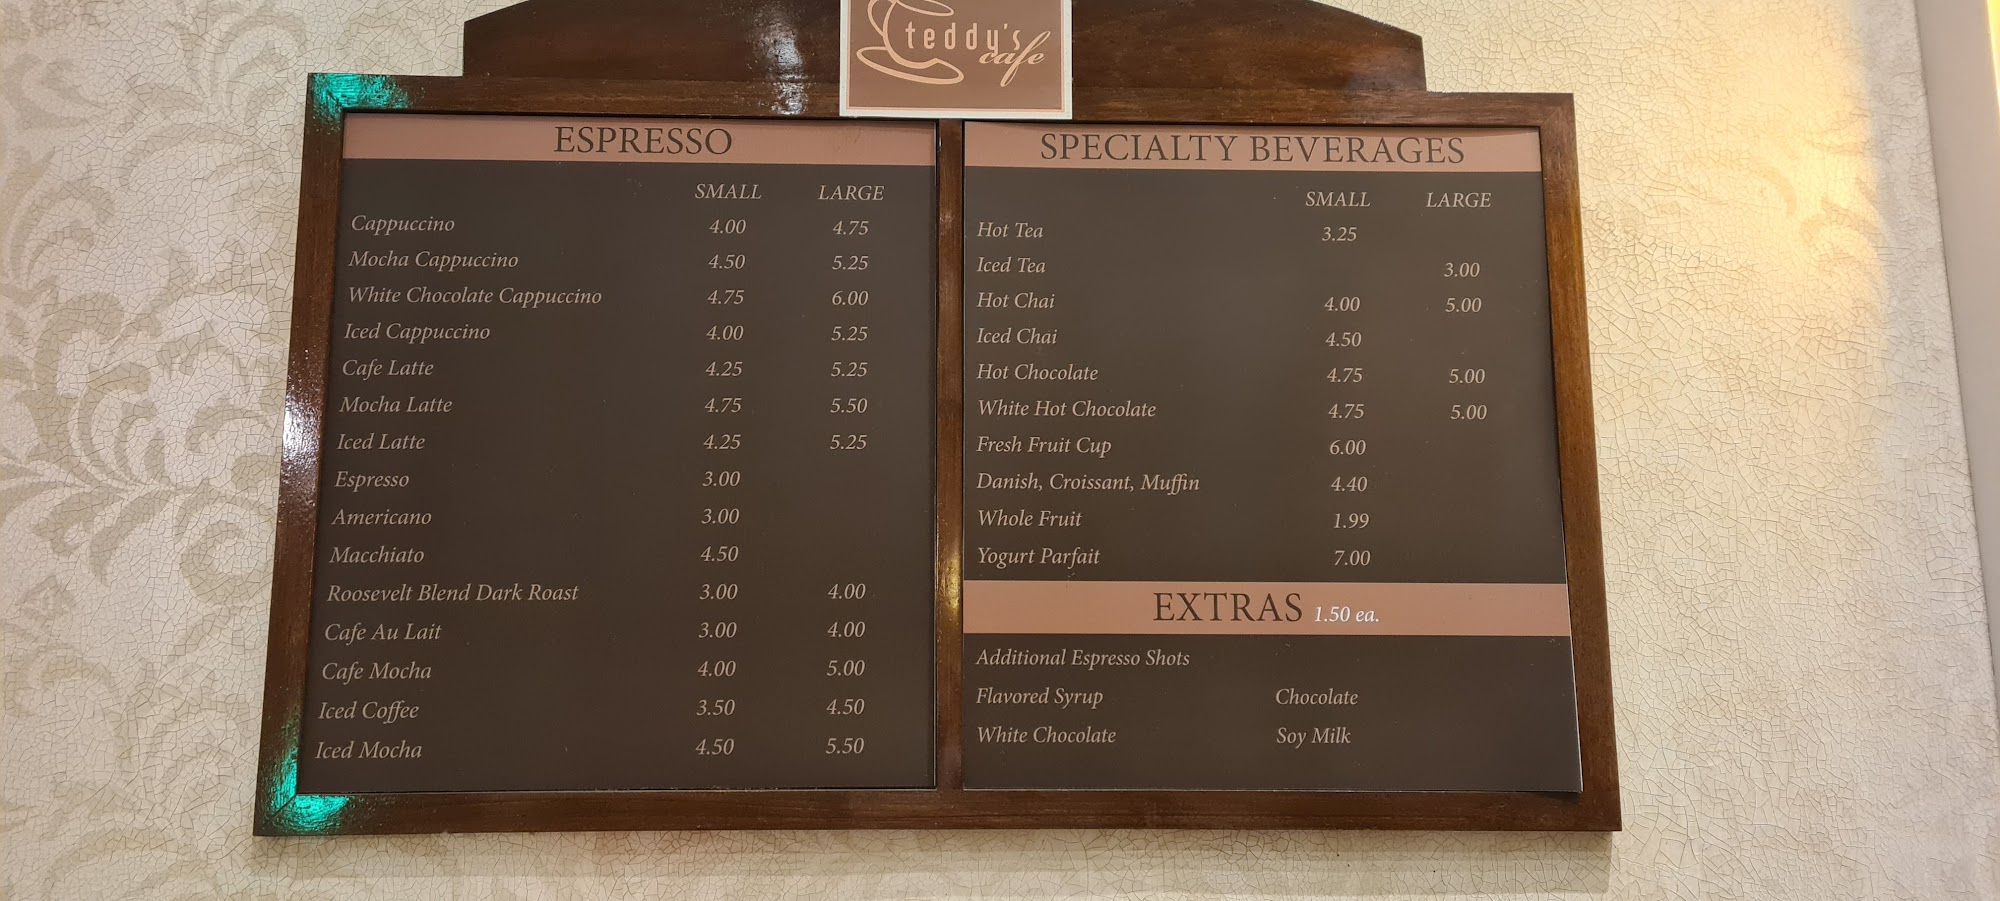 teddy's
cafe
ESPRESSO
SMALL LARGE
Cappuccino 4.00 4.75
Mocha Cappuccino 4.50 5.25
White Chocolate Cappuccino 4.75 6.00
Iced Cappuccino 4.00 5.25
Cafe Latte 4.25 5.25
Mocha Latte 4.75 5.50
Iced Latte 4.25 5.25
Espresso 3.00
Americano 3.00
Macchiato 4.50
Roosevelt Blend Dark Roast 3.00 4.00
Cafe Au Lait 3.00 4.00
Cafe Mocha 4.00 5.00
Iced Coffee 3.50 4.50
Iced Mocha 4.50 5.50
SPECIALTY BEVERAGES
SMALL LARGE
Hot Tea 3.25
Iced Tea 3.00
Hot Chai 4.00 5.00
Iced Chai 4.50
Hot Chocolate 4.75 5.00
White Hot Chocolate 4.75 5.00
Fresh Fruit Cup 6.00
Danish, Croissant, Muffin 4.40
Whole Fruit 1.99
Yogurt Parfait 7.00
EXTRAS 1.50 ea.
Additional Espresso Shots
Flavored Syrup Chocolate
White Chocolate Soy Milk